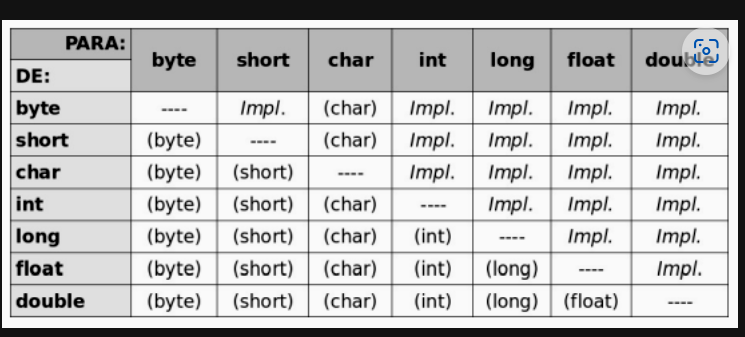 PARA: byte short char int long float double
DE:
byte ---- Impl. (char) Impl. Impl. Impl. Impl.
short (byte) ---- (char) Impl. Impl. Impl. Impl.
char (byte) (short) ---- Impl. Impl. Impl. Impl.
int (byte) (short) (char) ---- Impl. Impl. Impl.
long (byte) (short) (char) (int) ---- Impl. Impl.
float (byte) (short) (char) (int) (long) ---- Impl.
double (byte) (short) (char) (int) (long) (float) ----